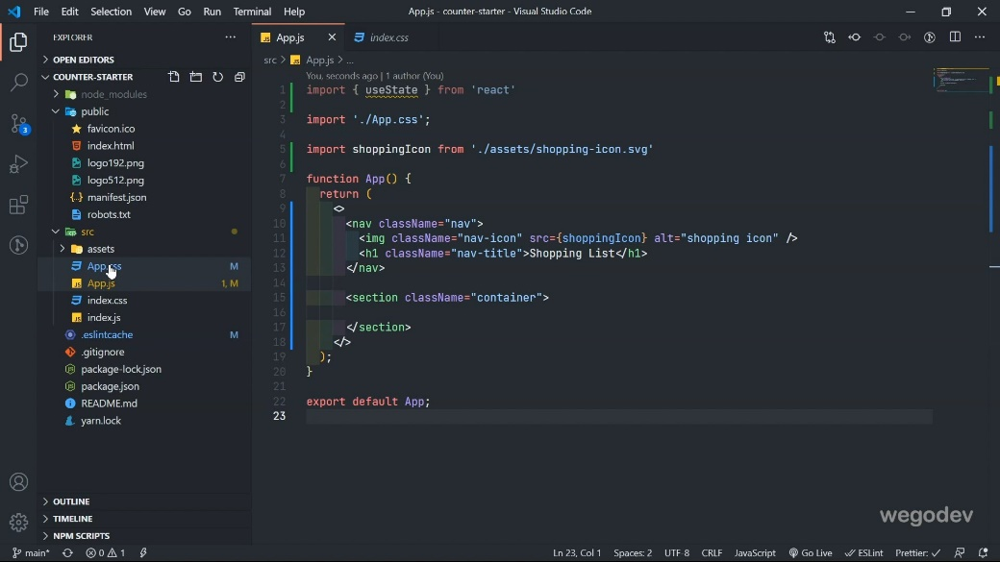 File Edit Selection View Go Run Terminal Help App.js - counter-starter - Visual Studio Code
EXPLORER
OPEN EDITORS
COUNTER-STARTER
node_modules
public
favicon.ico
index.html
logo192.png
logo512.png
manifest.json
robots.txt
src
assets
App.css M
App.js 1, M
index.css
index.js
.eslintcache M
.gitignore
package-lock.json
package.json
README.md
yarn.lock
OUTLINE
TIMELINE
NPM SCRIPTS
3
App.js index.css
src > App.js > ...
You, seconds ago | 1 author (You)
1 import { useState } from 'react'
2
3 import './App.css';
4
5 import shoppingIcon from './assets/shopping-icon.svg'
6
7 function App() {
8 return (
9 <>
10 <nav className="nav">
11 <img className="nav-icon" src={shoppingIcon} alt="shopping icon" />
12 <h1 className="nav-title">Shopping List</h1>
13 </nav>
14
15 <section className="container">
16
17 </section>
18 </>
19 );
20 }
21
22 export default App;
23
wegodev
main* 0 1 Ln 23, Col 1 Spaces: 2 UTF-8 CRLF JavaScript Go Live ESLint Prettier: ✓